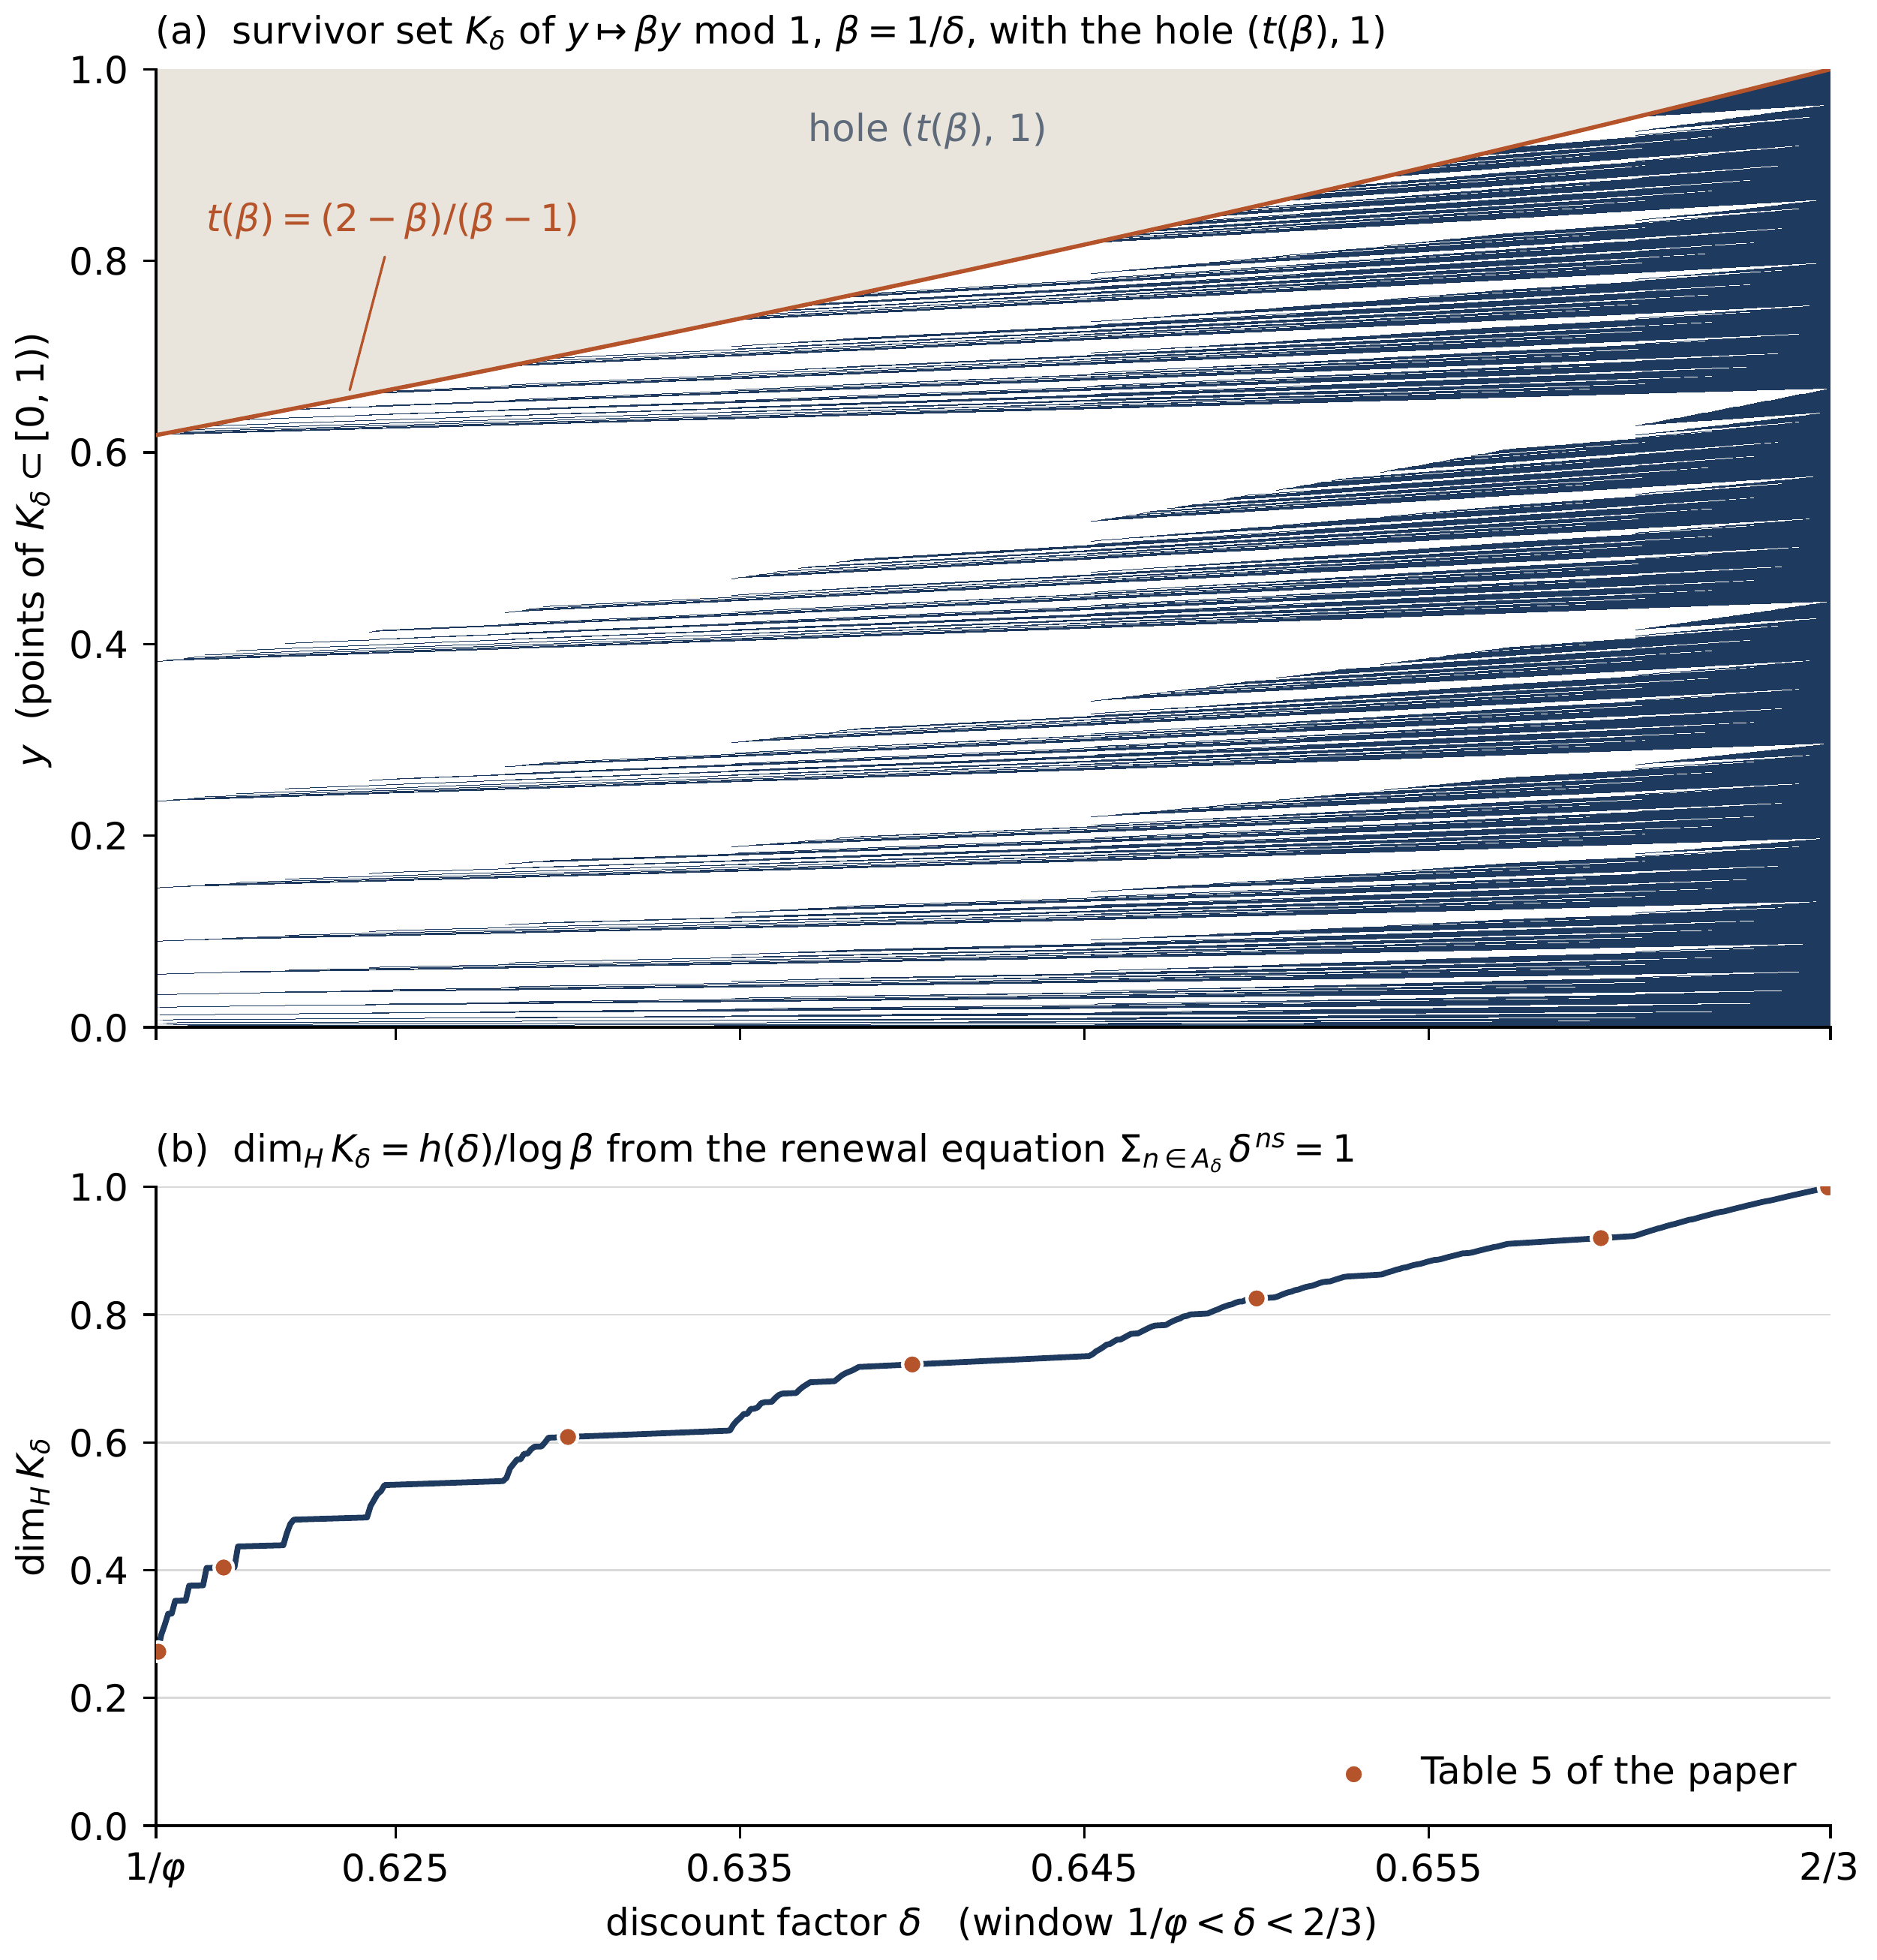 (a) survivor set K_δ of y ↦ βy mod 1, β = 1/δ, with the hole (t(β), 1)
1.0
hole (t(β), 1)
t(β) = (2 − β)/(β − 1)
0.8
0.6
0.4
0.2
0.0
y (points of K_δ ⊂ [0, 1))
(b) dim_H K_δ = h(δ)/log β from the renewal equation Σ_{n ∈ A_δ} δ^{ns} = 1
1.0
0.8
0.6
0.4
0.2
0.0
dim_H K_δ
Table 5 of the paper
1/φ 0.625 0.635 0.645 0.655 2/3
discount factor δ (window 1/φ < δ < 2/3)